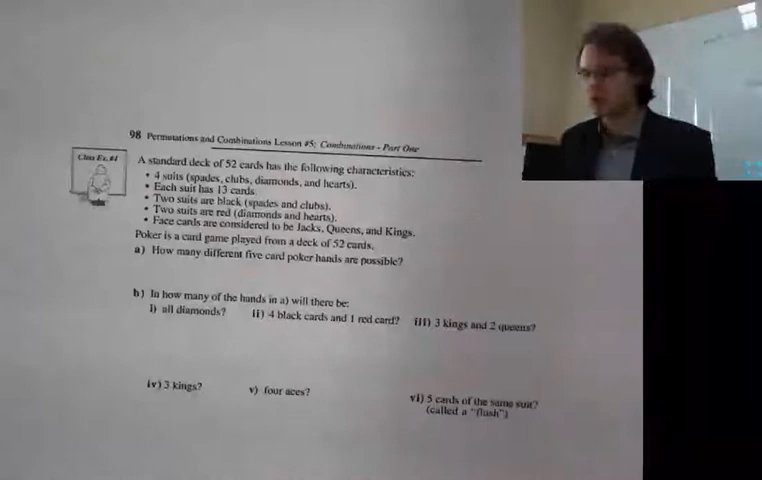 98 Permutations and Combinations Lesson #5: Combinations - Part One
Class Ex. #1
A standard deck of 52 cards has the following characteristics:
• 4 suits (spades, clubs, diamonds, and hearts).
• Each suit has 13 cards.
• Two suits are black (spades and clubs).
• Two suits are red (diamonds and hearts).
• Face cards are considered to be Jacks, Queens, and Kings.
Poker is a card game played from a deck of 52 cards.
a) How many different five card poker hands are possible?
b) In how many of the hands in a) will there be:
i) all diamonds? ii) 4 black cards and 1 red card? iii) 3 kings and 2 queens?
iv) 3 kings? v) four aces? vi) 5 cards of the same suit?
(called a "flush")